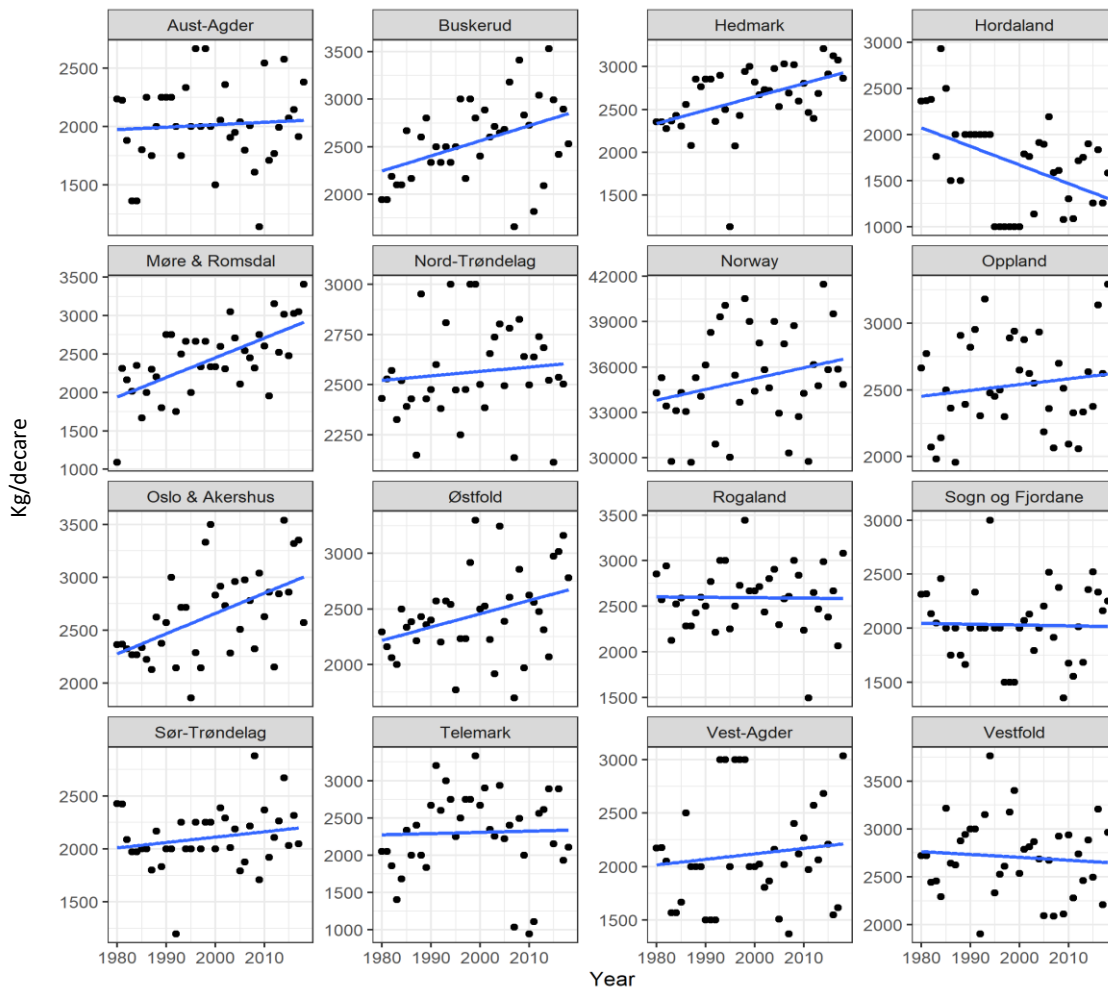 Aust-Agder Buskerud Hedmark Hordaland
2500 2000 1500
3500 3000 2500 2000
3000 2500 2000 1500
3000 2500 2000 1500 1000
Møre & Romsdal Nord-Trøndelag Norway Oppland
3500 3000 2500 2000 1500 1000
3000 2750 2500 2250
42000 39000 36000 33000 30000
3000 2500 2000
Kg/decare
Oslo & Akershus Østfold Rogaland Sogn og Fjordane
3500 3000 2500 2000
3000 2500 2000
3500 3000 2500 2000 1500
3000 2500 2000 1500
Sør-Trøndelag Telemark Vest-Agder Vestfold
2500 2000 1500
3000 2500 2000 1500 1000
3000 2500 2000 1500
3500 3000 2500 2000
1980 1990 2000 2010 1980 1990 2000 2010 1980 1990 2000 2010 1980 1990 2000 2010
Year